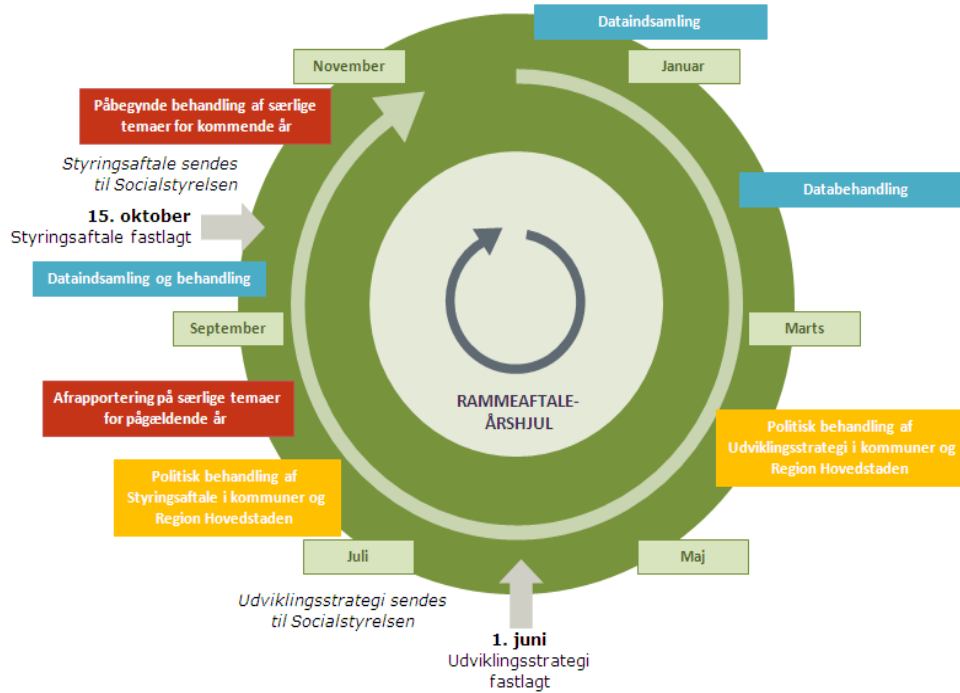 Dataindsamling
November
Januar
Påbegynde behandling af særlige
temaer for kommende år
Styringsaftale sendes
til Socialstyrelsen
Databehandling
15. oktober
Styringsaftale fastlagt
Dataindsamling og behandling
September
Marts
RAMMEAFTALE-
ÅRSHJUL
Afrapportering på særlige temaer
for pågældende år
Politisk behandling af
Udviklingsstrategi i kommuner og
Region Hovedstaden
Politisk behandling af
Styringsaftale i kommuner og
Region Hovedstaden
Juli
Maj
Udviklingsstrategi sendes
til Socialstyrelsen
1. juni
Udviklingsstrategi
fastlagt